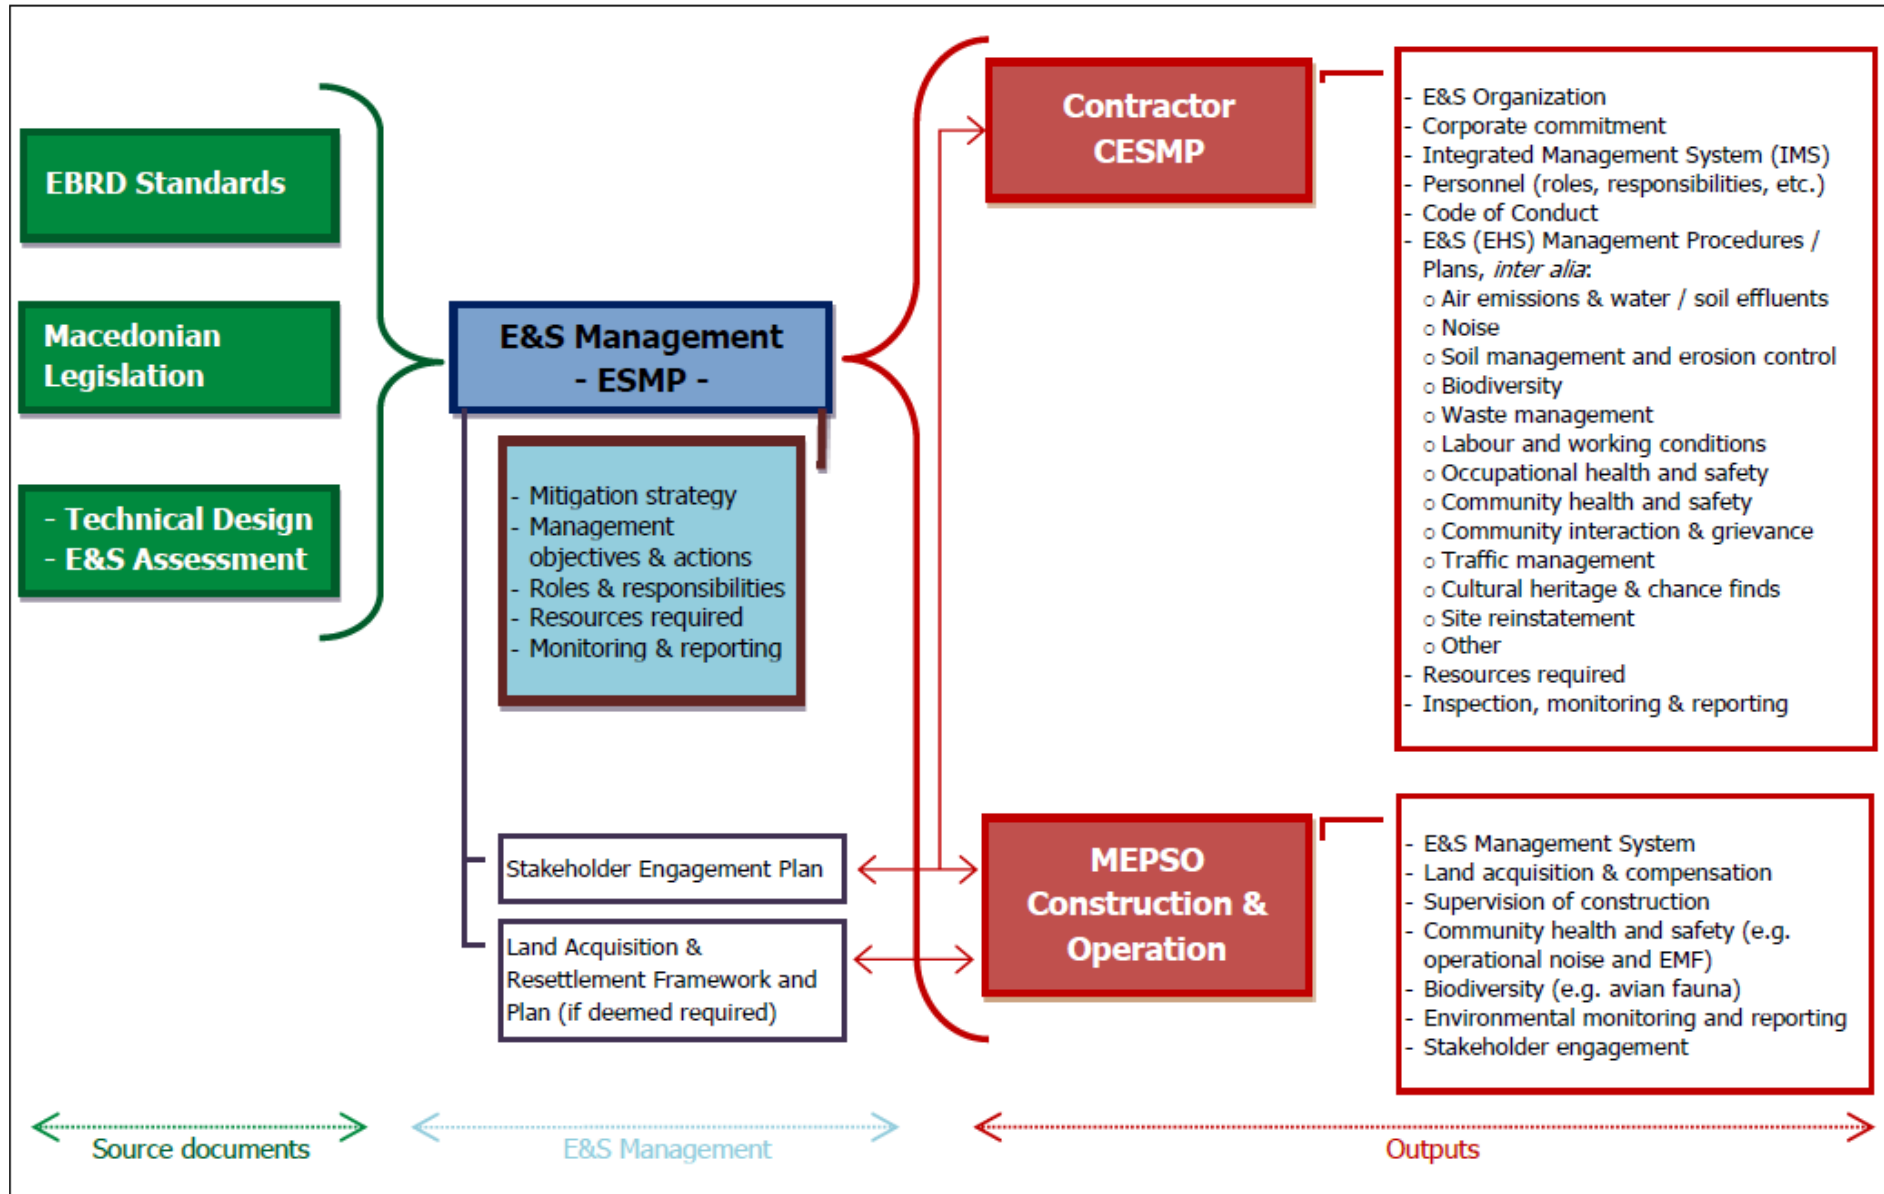 EBRD Standards
Macedonian
Legislation
- Technical Design
- E&S Assessment
E&S Management
- ESMP -
- Mitigation strategy
- Management
objectives & actions
- Roles & responsibilities
- Resources required
- Monitoring & reporting
Stakeholder Engagement Plan
Land Acquisition &
Resettlement Framework and
Plan (if deemed required)
Contractor
CESMP
- E&S Organization
- Corporate commitment
- Integrated Management System (IMS)
- Personnel (roles, responsibilities, etc.)
- Code of Conduct
- E&S (EHS) Management Procedures /
Plans, inter alia:
o Air emissions & water / soil effluents
o Noise
o Soil management and erosion control
o Biodiversity
o Waste management
o Labour and working conditions
o Occupational health and safety
o Community health and safety
o Community interaction & grievance
o Traffic management
o Cultural heritage & chance finds
o Site reinstatement
o Other
- Resources required
- Inspection, monitoring & reporting
MEPSO
Construction &
Operation
- E&S Management System
- Land acquisition & compensation
- Supervision of construction
- Community health and safety (e.g.
operational noise and EMF)
- Biodiversity (e.g. avian fauna)
- Environmental monitoring and reporting
- Stakeholder engagement
Source documents
E&S Management
Outputs